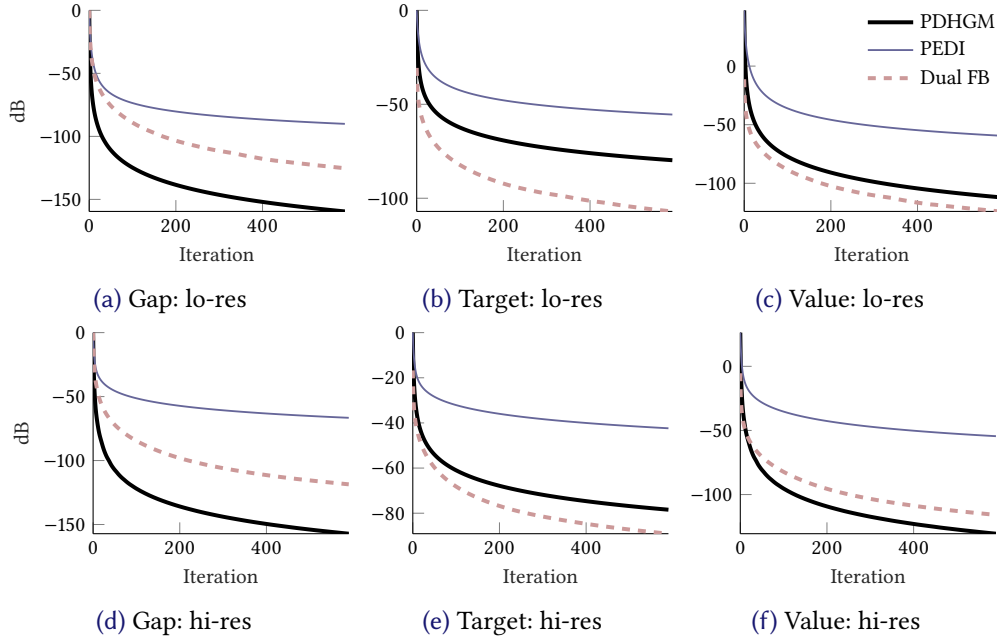 0
−50
−100
−150
dB
0 200 400
Iteration
(a) Gap: lo-res
0
−50
−100
0 200 400
Iteration
(b) Target: lo-res
PDHGM
PEDI
Dual FB
0
−50
−100
0 200 400
Iteration
(c) Value: lo-res
0
−50
−100
−150
dB
0 200 400
Iteration
(d) Gap: hi-res
0
−20
−40
−60
−80
0 200 400
Iteration
(e) Target: hi-res
0
−50
−100
0 200 400
Iteration
(f) Value: hi-res